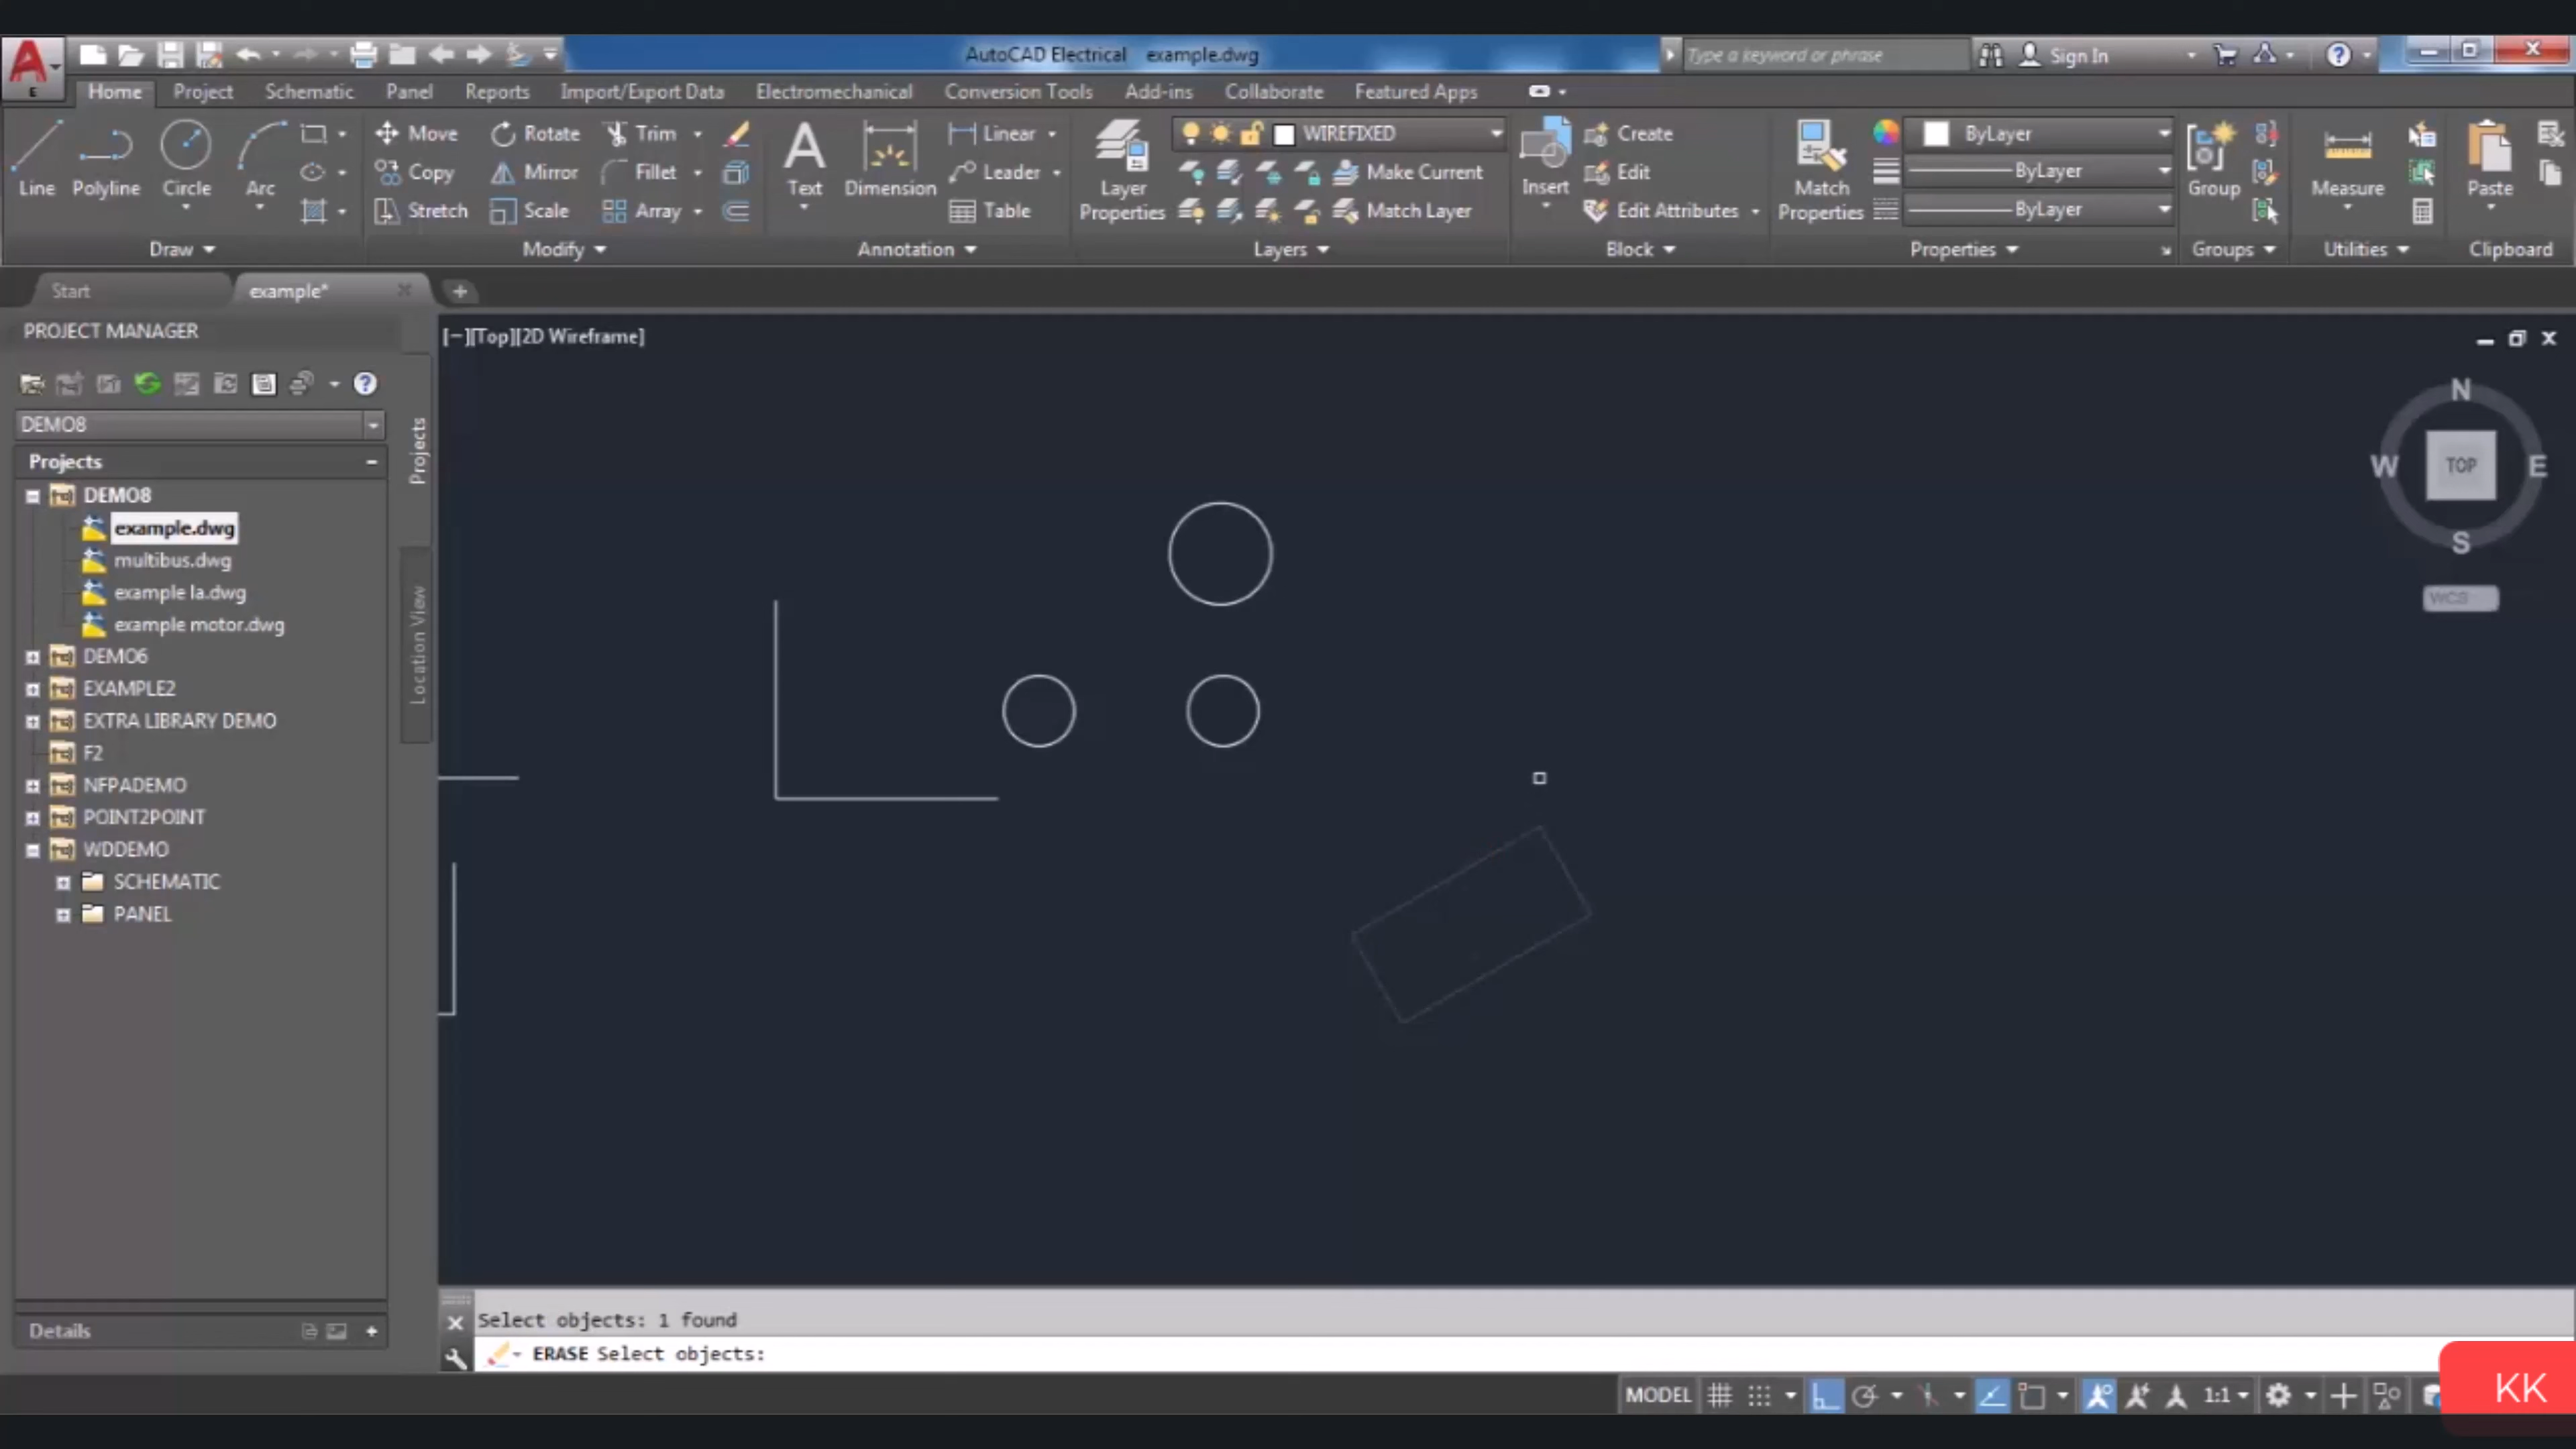 AutoCAD Electrical example.dwg
Type a keyword or phrase
Sign In
E
Home Project Schematic Panel Reports Import/Export Data Electromechanical Conversion Tools Add-ins Collaborate Featured Apps
Line Polyline Circle Arc
Move Rotate Trim
Copy Mirror Fillet
Stretch Scale Array
Text Dimension
Linear
Leader
Table
Layer Properties
WIREFIXED
Make Current
Match Layer
Insert
Create
Edit
Edit Attributes
Match Properties
ByLayer
ByLayer
ByLayer
Group
Measure
Paste
Draw Modify Annotation Layers Block Properties Groups Utilities Clipboard
Start example*
PROJECT MANAGER
DEMO8
Projects
DEMO8
example.dwg
multibus.dwg
example la.dwg
example motor.dwg
DEMO6
EXAMPLE2
EXTRA LIBRARY DEMO
F2
NFPADEMO
POINT2POINT
WDDEMO
SCHEMATIC
PANEL
Details
Projects
Location View
[−][Top][2D Wireframe]
N
W TOP E
S
WCS
Select objects: 1 found
ERASE Select objects:
MODEL 1:1
KK